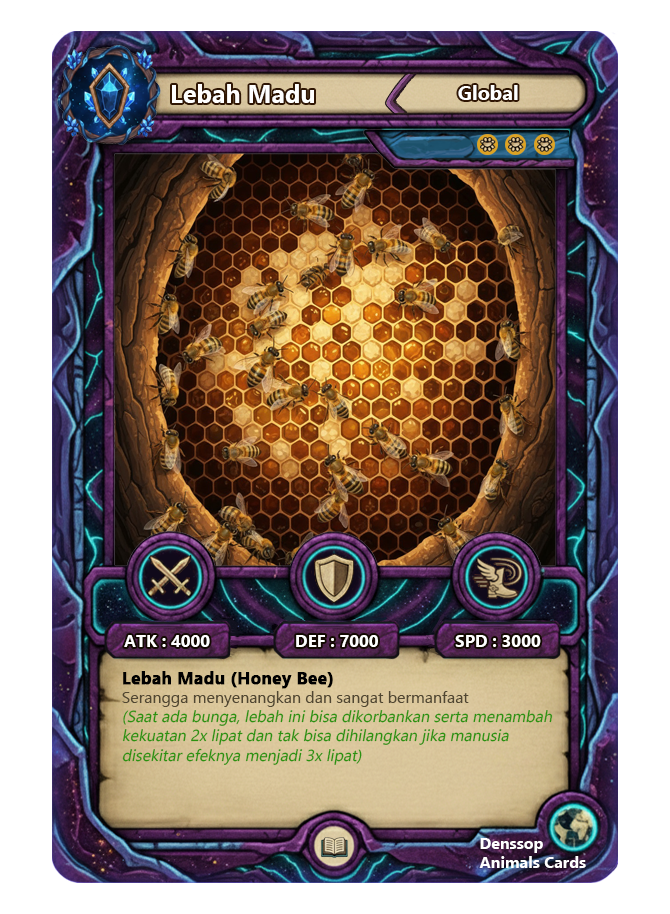 Lebah Madu
Global
ATK : 4000
DEF : 7000
SPD : 3000
Lebah Madu (Honey Bee)
Serangga menyenangkan dan sangat bermanfaat
(Saat ada bunga, lebah ini bisa dikorbankan serta menambah
kekuatan 2x lipat dan tak bisa dihilangkan jika manusia
disekitar efeknya menjadi 3x lipat)
Denssop
Animals Cards